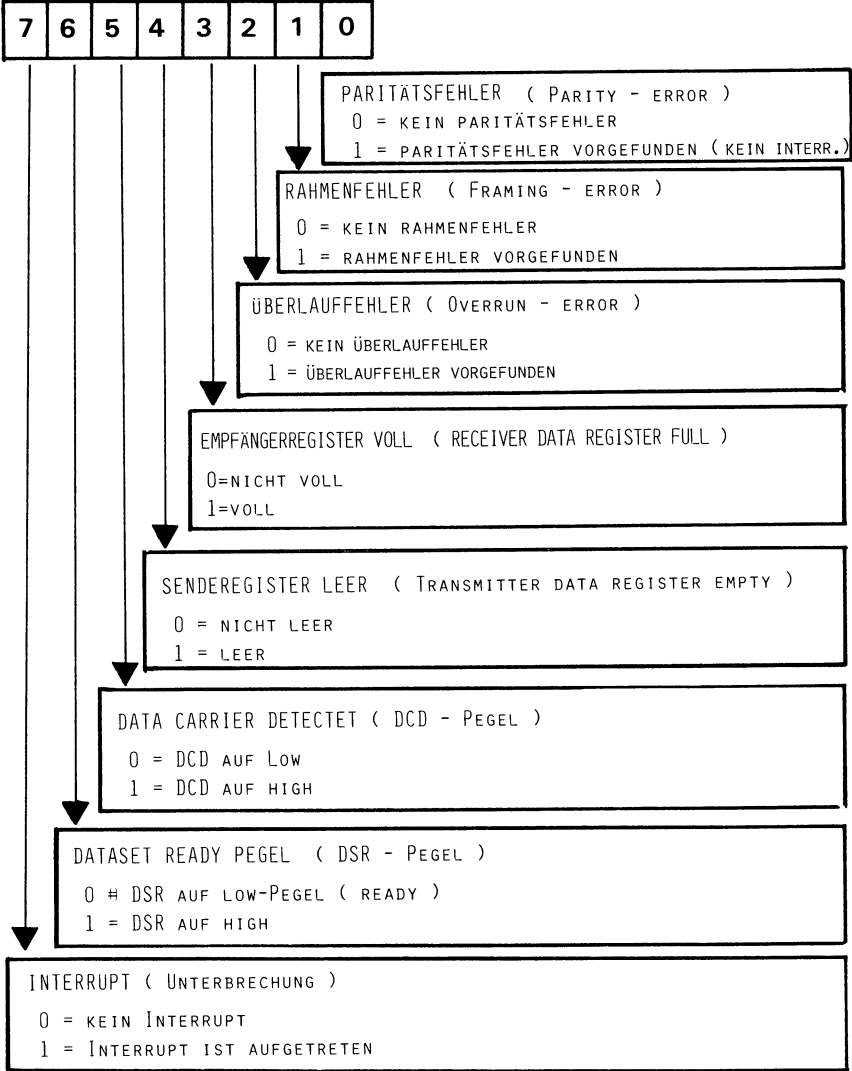 7 6 5 4 3 2 1 0
PARITÄTSFEHLER ( PARITY - ERROR )
0 = KEIN PARITÄTSFEHLER
1 = PARITÄTSFEHLER VORGEFUNDEN ( KEIN INTERR.)
RAHMENFEHLER ( FRAMING - ERROR )
0 = KEIN RAHMENFEHLER
1 = RAHMENFEHLER VORGEFUNDEN
ÜBERLAUFFEHLER ( OVERRUN - ERROR )
0 = KEIN ÜBERLAUFFEHLER
1 = ÜBERLAUFFEHLER VORGEFUNDEN
EMPFÄNGERREGISTER VOLL ( RECEIVER DATA REGISTER FULL )
0=NICHT VOLL
1=VOLL
SENDEREGISTER LEER ( TRANSMITTER DATA REGISTER EMPTY )
0 = NICHT LEER
1 = LEER
DATA CARRIER DETECTET ( DCD - PEGEL )
0 = DCD AUF LOW
1 = DCD AUF HIGH
DATASET READY PEGEL ( DSR - PEGEL )
0 # DSR AUF LOW-PEGEL ( READY )
1 = DSR AUF HIGH
INTERRUPT ( UNTERBRECHUNG )
0 = KEIN INTERRUPT
1 = INTERRUPT IST AUFGETRETEN